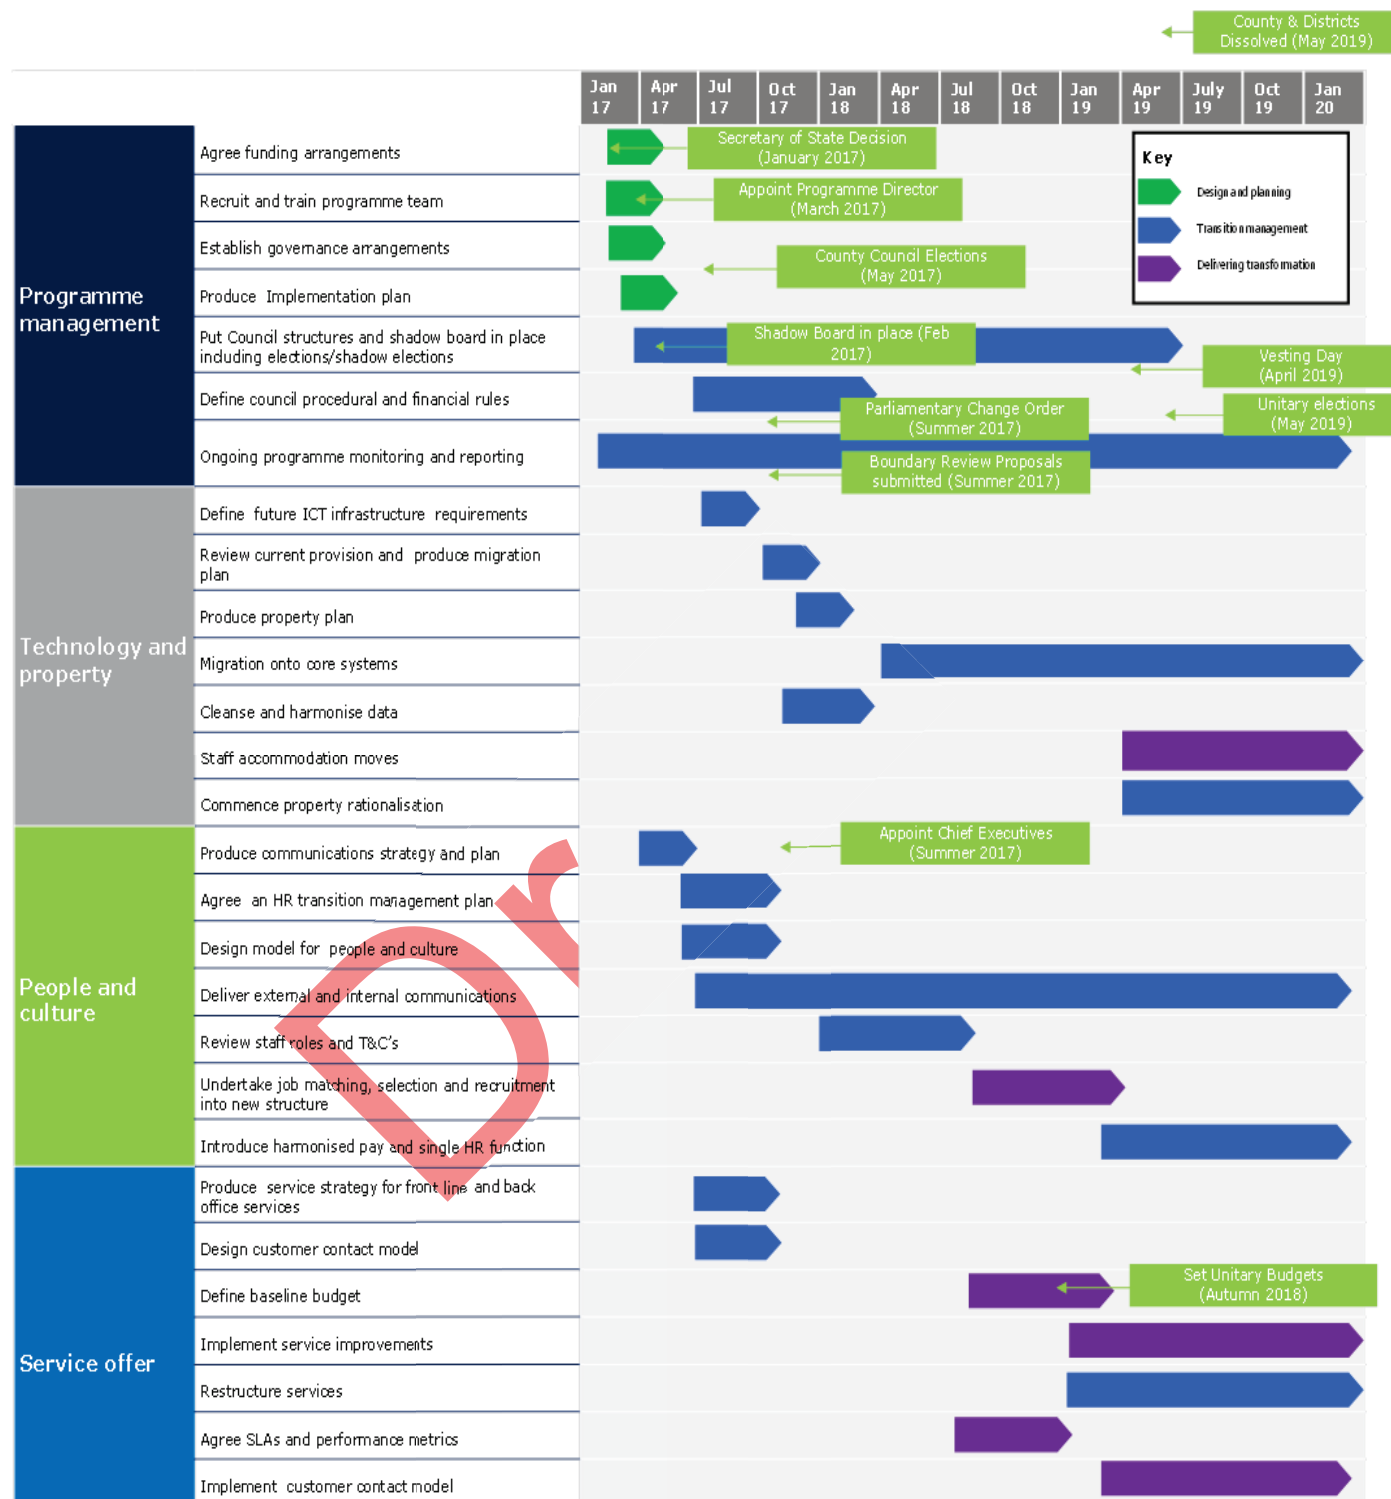 County & Districts
Dissolved (May 2019)
Jan
17
Apr
17
Jul
17
Oct
17
Jan
18
Apr
18
Jul
18
Oct
18
Jan
19
Apr
19
July
19
Oct
19
Jan
20
Programme
management
Agree funding arrangements
Secretary of State Decision
(January 2017)
Recruit and train programme team
Appoint Programme Director
(March 2017)
Establish governance arrangements
County Council Elections
(May 2017)
Produce Implementation plan
Put Council structures and shadow board in place
including elections/shadow elections
Shadow Board in place (Feb
2017)
Vesting Day
(April 2019)
Define council procedural and financial rules
Parliamentary Change Order
(Summer 2017)
Unitary elections
(May 2019)
Ongoing programme monitoring and reporting
Boundary Review Proposals
submitted (Summer 2017)
Key
Design and planning
Transition management
Delivering transformation
Technology and
property
Define future ICT infrastructure requirements
Review current provision and produce migration
plan
Produce property plan
Migration onto core systems
Cleanse and harmonise data
Staff accommodation moves
Commence property rationalisation
People and
culture
Produce communications strategy and plan
Appoint Chief Executives
(Summer 2017)
Agree an HR transition management plan
Design model for people and culture
Deliver external and internal communications
Review staff roles and T&C's
Undertake job matching, selection and recruitment
into new structure
Introduce harmonised pay and single HR function
Service offer
Produce service strategy for front line and back
office services
Design customer contact model
Define baseline budget
Set Unitary Budgets
(Autumn 2018)
Implement service improvements
Restructure services
Agree SLAs and performance metrics
Implement customer contact model
Dr